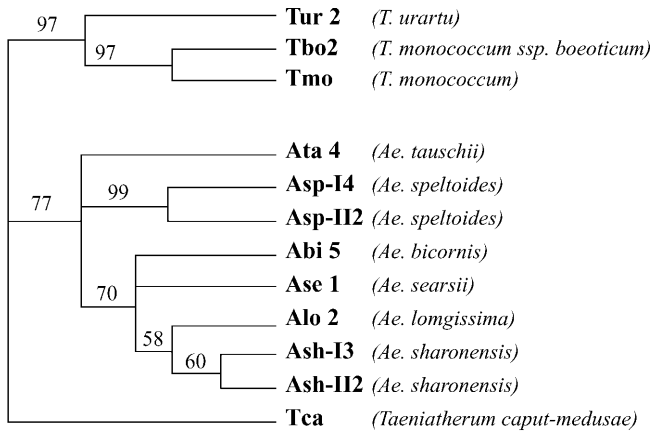 97 Tur 2 (T. urartu)
97 Tbo2 (T. monococcum ssp. boeoticum)
Tmo (T. monococcum)
Ata 4 (Ae. tauschii)
77 99 Asp-I4 (Ae. speltoides)
Asp-II2 (Ae. speltoides)
Abi 5 (Ae. bicornis)
70 Ase 1 (Ae. searsii)
58 Alo 2 (Ae. lomgissima)
60 Ash-I3 (Ae. sharonensis)
Ash-II2 (Ae. sharonensis)
Tca (Taeniatherum caput-medusae)